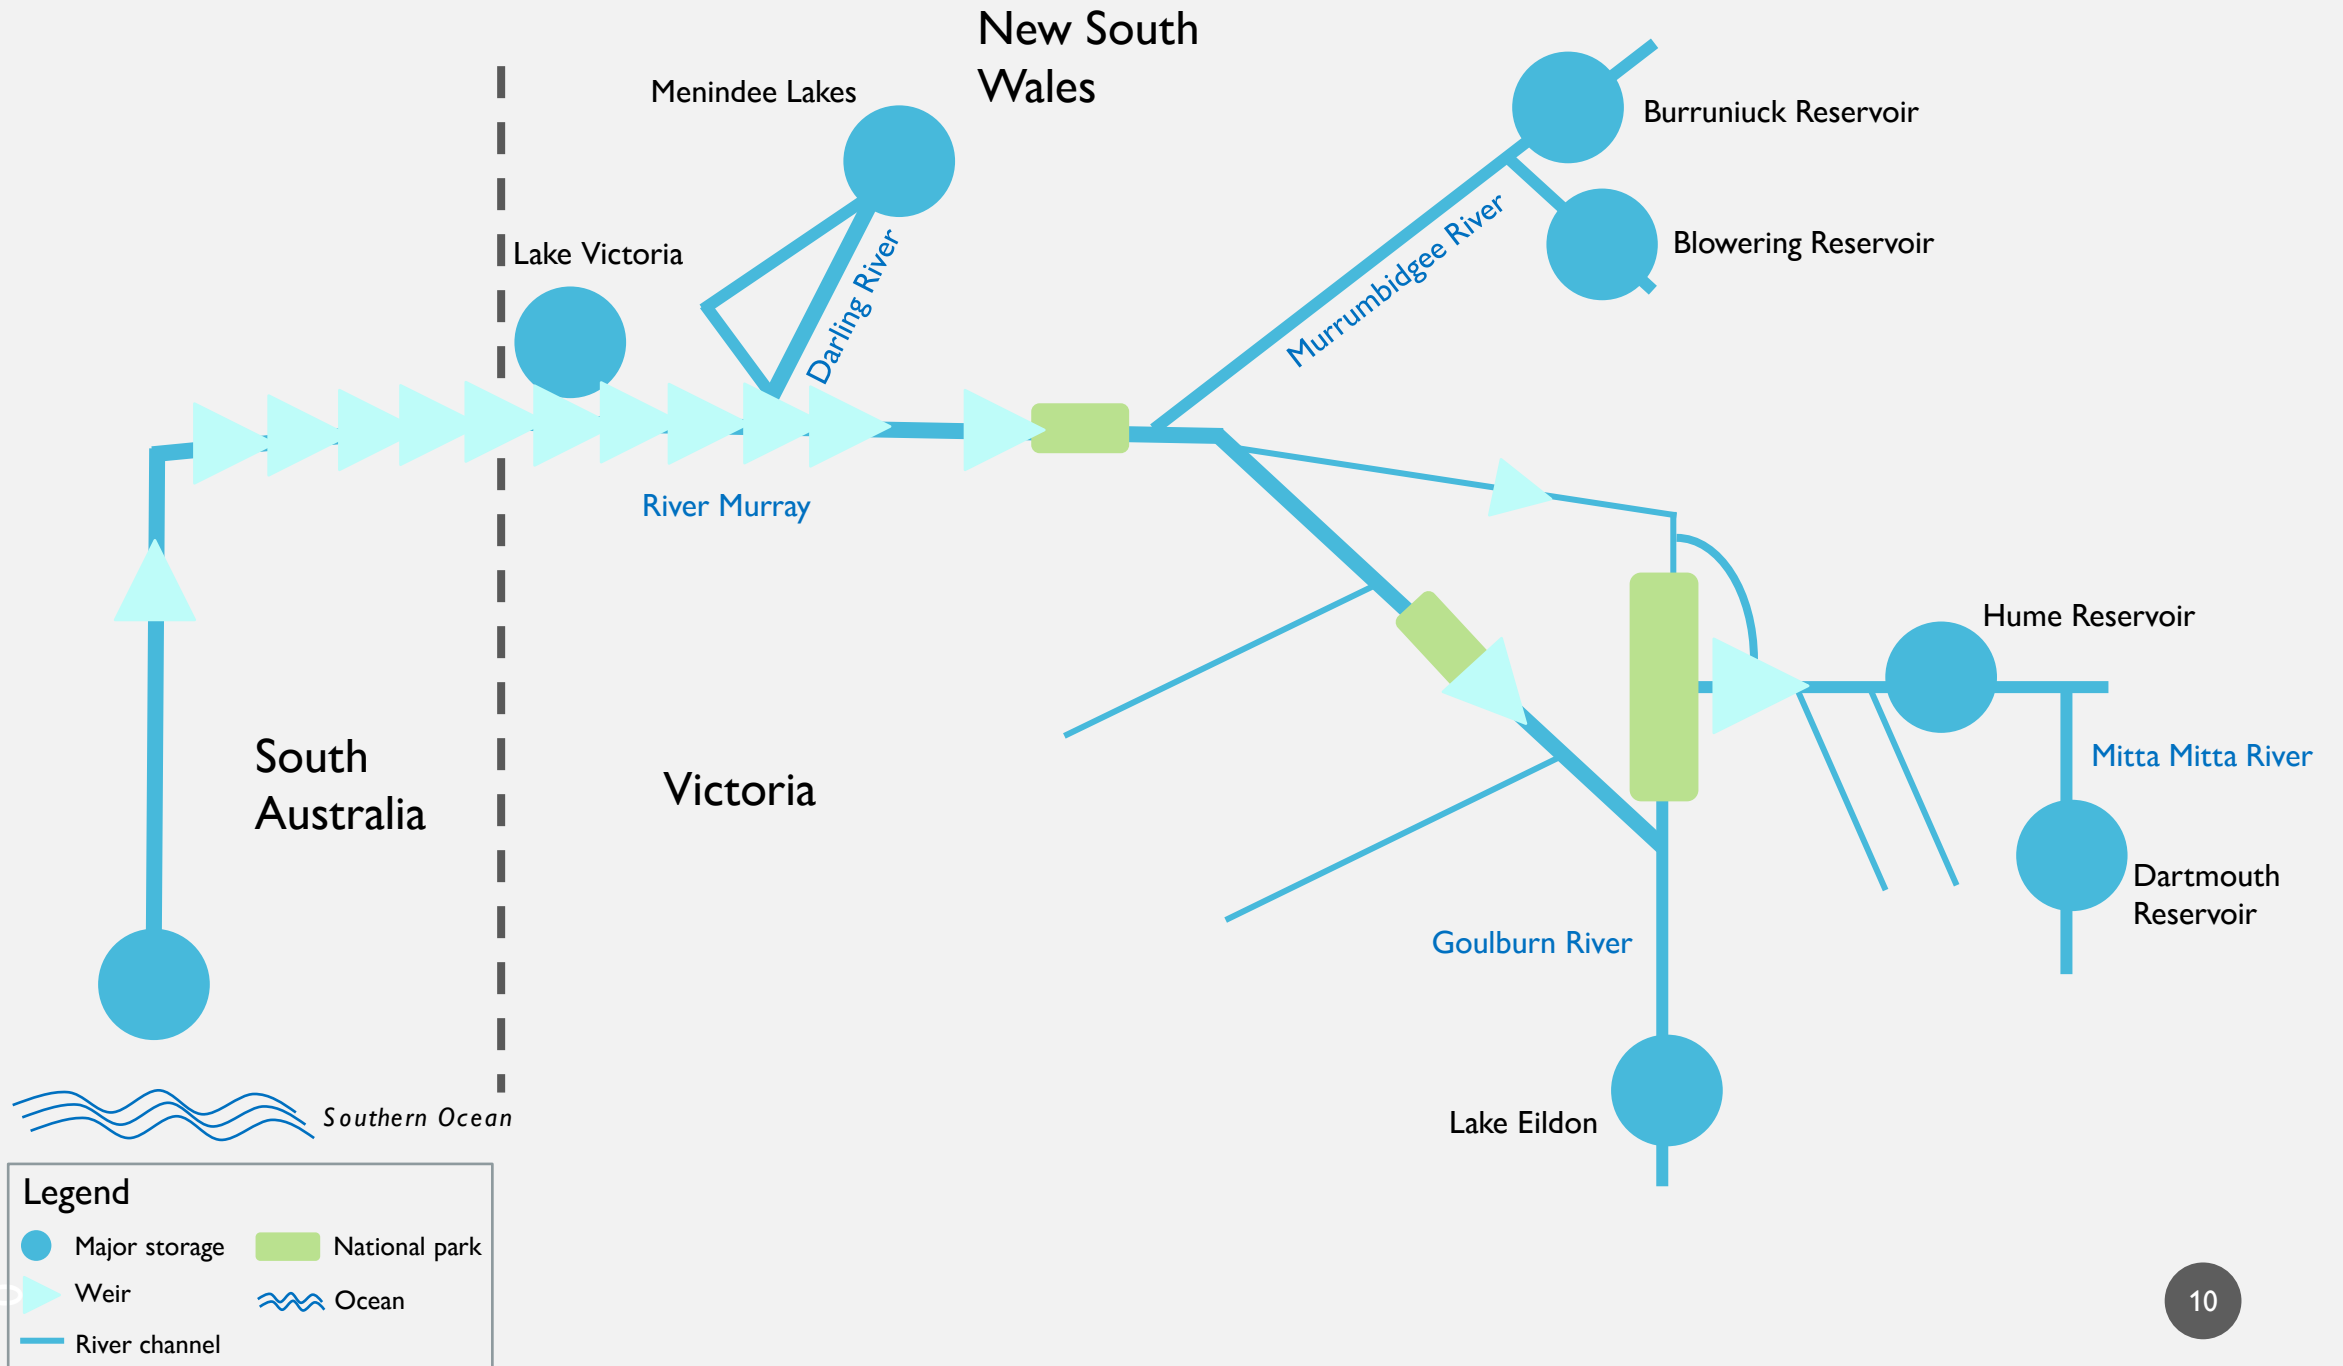 New South
Wales
Menindee Lakes
Burruniuck Reservoir
Lake Victoria
Darling River
Murrumbidgee River
Blowering Reservoir
River Murray
Hume Reservoir
South
Australia
Victoria
Mitta Mitta River
Dartmouth
Reservoir
Goulburn River
Lake Eildon
Southern Ocean
Legend
Major storage
National park
Weir
Ocean
River channel
10